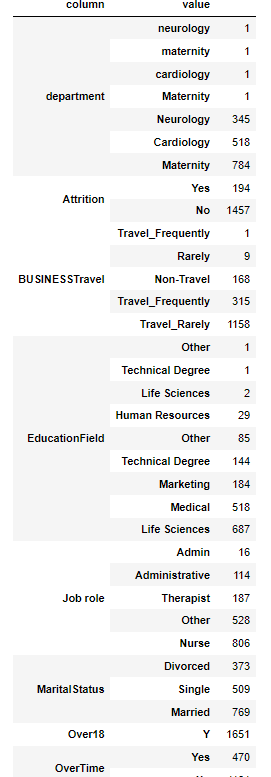 column value
neurology 1
maternity 1
cardiology 1
department Maternity 1
Neurology 345
Cardiology 518
Maternity 784
Attrition Yes 194
No 1457
Travel_Frequently 1
Rarely 9
BUSINESSTravel Non-Travel 168
Travel_Frequently 315
Travel_Rarely 1158
Other 1
Technical Degree 1
Life Sciences 2
Human Resources 29
EducationField Other 85
Technical Degree 144
Marketing 184
Medical 518
Life Sciences 687
Admin 16
Administrative 114
Job role Therapist 187
Other 528
Nurse 806
Divorced 373
MaritalStatus Single 509
Married 769
Over18 Y 1651
Yes 470
OverTime